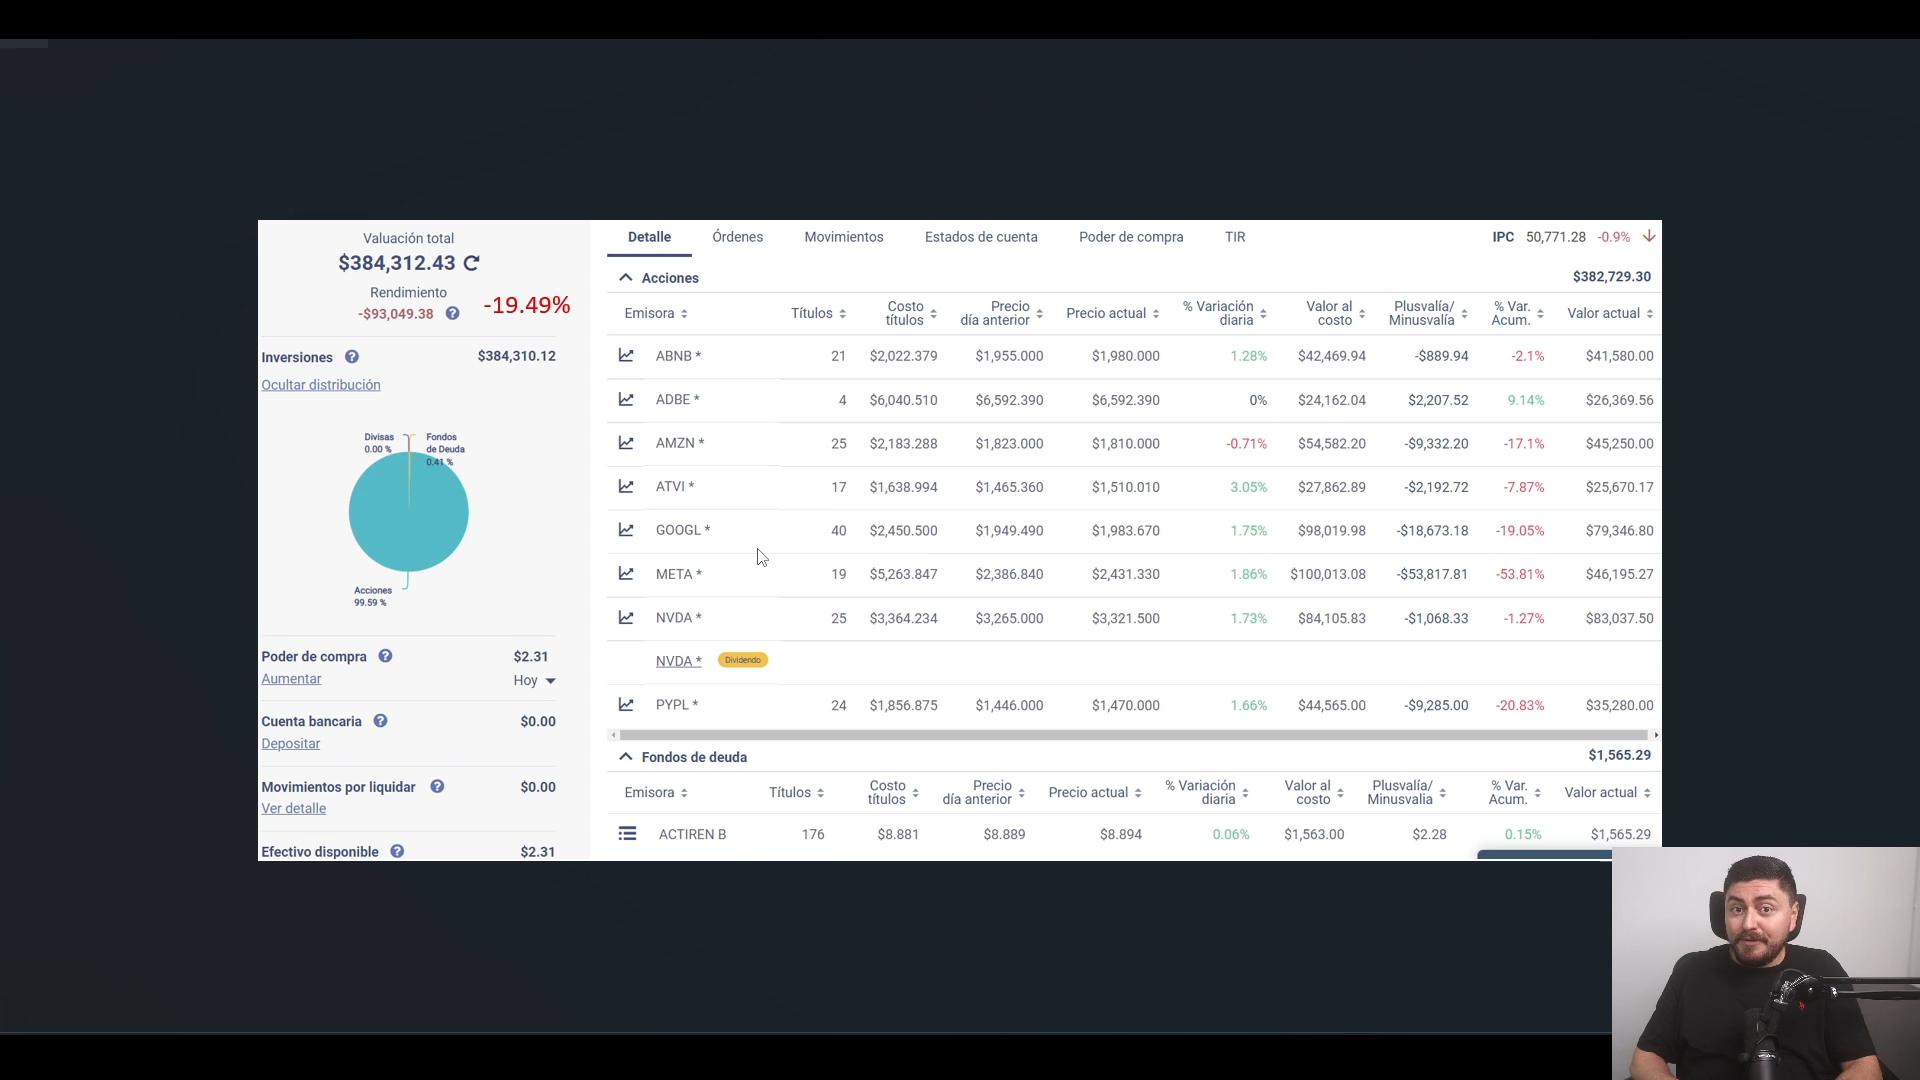 Valuación total
$384,312.43
Rendimiento
-$93,049.38 ?
-19.49%
Inversiones ? $384,310.12
Ocultar distribución
Divisas
0.00 %
Fondos
de Deuda
0.41 %
Acciones
99.59 %
Poder de compra ? $2.31
Aumentar Hoy
Cuenta bancaria ? $0.00
Depositar
Movimientos por liquidar ? $0.00
Ver detalle
Efectivo disponible ? $2.31
Detalle Órdenes Movimientos Estados de cuenta Poder de compra TIR IPC 50,771.28 -0.9%
Acciones $382,729.30
Emisora Títulos Costo títulos Precio día anterior Precio actual % Variación diaria Valor al costo Plusvalía/ Minusvalía % Var. Acum. Valor actual
ABNB * 21 $2,022.379 $1,955.000 $1,980.000 1.28% $42,469.94 -$889.94 -2.1% $41,580.00
ADBE * 4 $6,040.510 $6,592.390 $6,592.390 0% $24,162.04 $2,207.52 9.14% $26,369.56
AMZN * 25 $2,183.288 $1,823.000 $1,810.000 -0.71% $54,582.20 -$9,332.20 -17.1% $45,250.00
ATVI * 17 $1,638.994 $1,465.360 $1,510.010 3.05% $27,862.89 -$2,192.72 -7.87% $25,670.17
GOOGL * 40 $2,450.500 $1,949.490 $1,983.670 1.75% $98,019.98 -$18,673.18 -19.05% $79,346.80
META * 19 $5,263.847 $2,386.840 $2,431.330 1.86% $100,013.08 -$53,817.81 -53.81% $46,195.27
NVDA * 25 $3,364.234 $3,265.000 $3,321.500 1.73% $84,105.83 -$1,068.33 -1.27% $83,037.50
NVDA * Dividendo
PYPL * 24 $1,856.875 $1,446.000 $1,470.000 1.66% $44,565.00 -$9,285.00 -20.83% $35,280.00
Fondos de deuda $1,565.29
Emisora Títulos Costo títulos Precio día anterior Precio actual % Variación diaria Valor al costo Plusvalía/ Minusvalia % Var. Acum. Valor actual
ACTIREN B 176 $8.881 $8.889 $8.894 0.06% $1,563.00 $2.28 0.15% $1,565.29